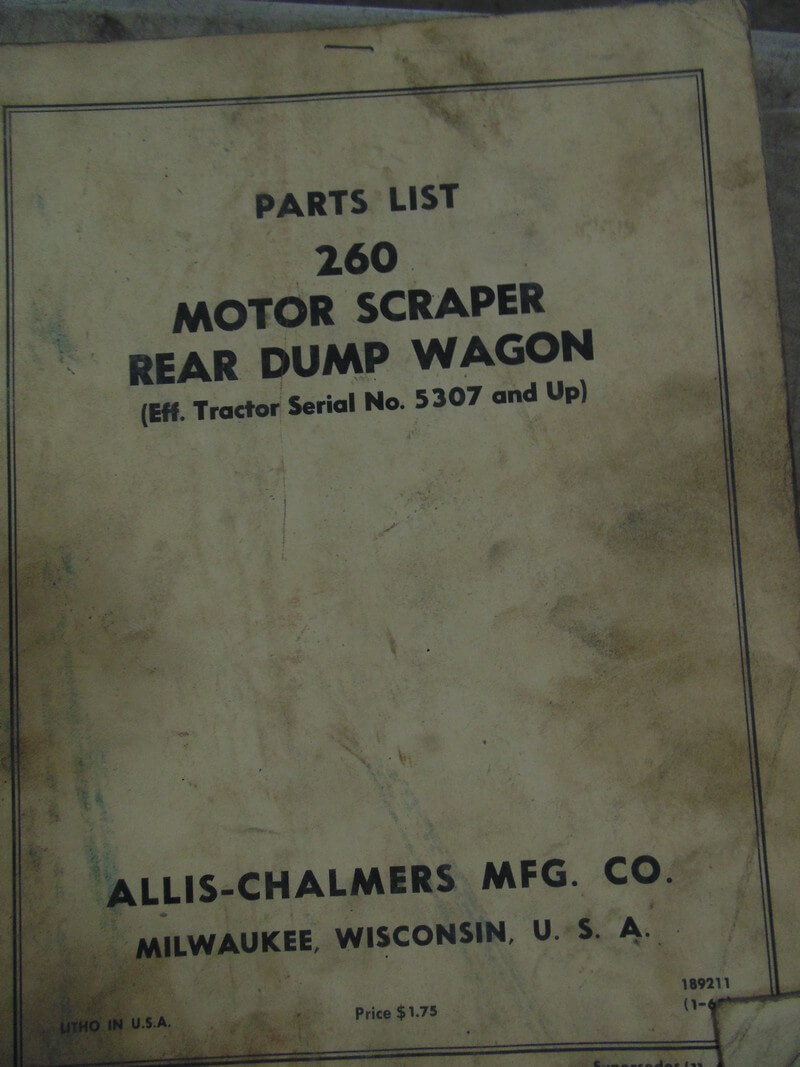 PARTS LIST
260
MOTOR SCRAPER
REAR DUMP WAGON
(Eff. Tractor Serial No. 5307 and Up)
ALLIS-CHALMERS MFG. CO.
MILWAUKEE, WISCONSIN, U. S. A.
189211
Price $1.75
LITHO IN U.S.A.